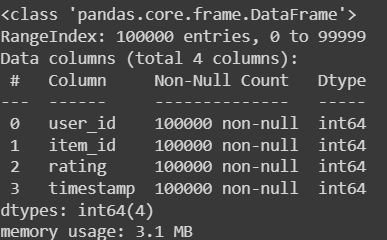 <class 'pandas.core.frame.DataFrame'>
RangeIndex: 100000 entries, 0 to 99999
Data columns (total 4 columns):
 #   Column     Non-Null Count   Dtype
---  ------     --------------   -----
 0   user_id    100000 non-null  int64
 1   item_id    100000 non-null  int64
 2   rating     100000 non-null  int64
 3   timestamp  100000 non-null  int64
dtypes: int64(4)
memory usage: 3.1 MB